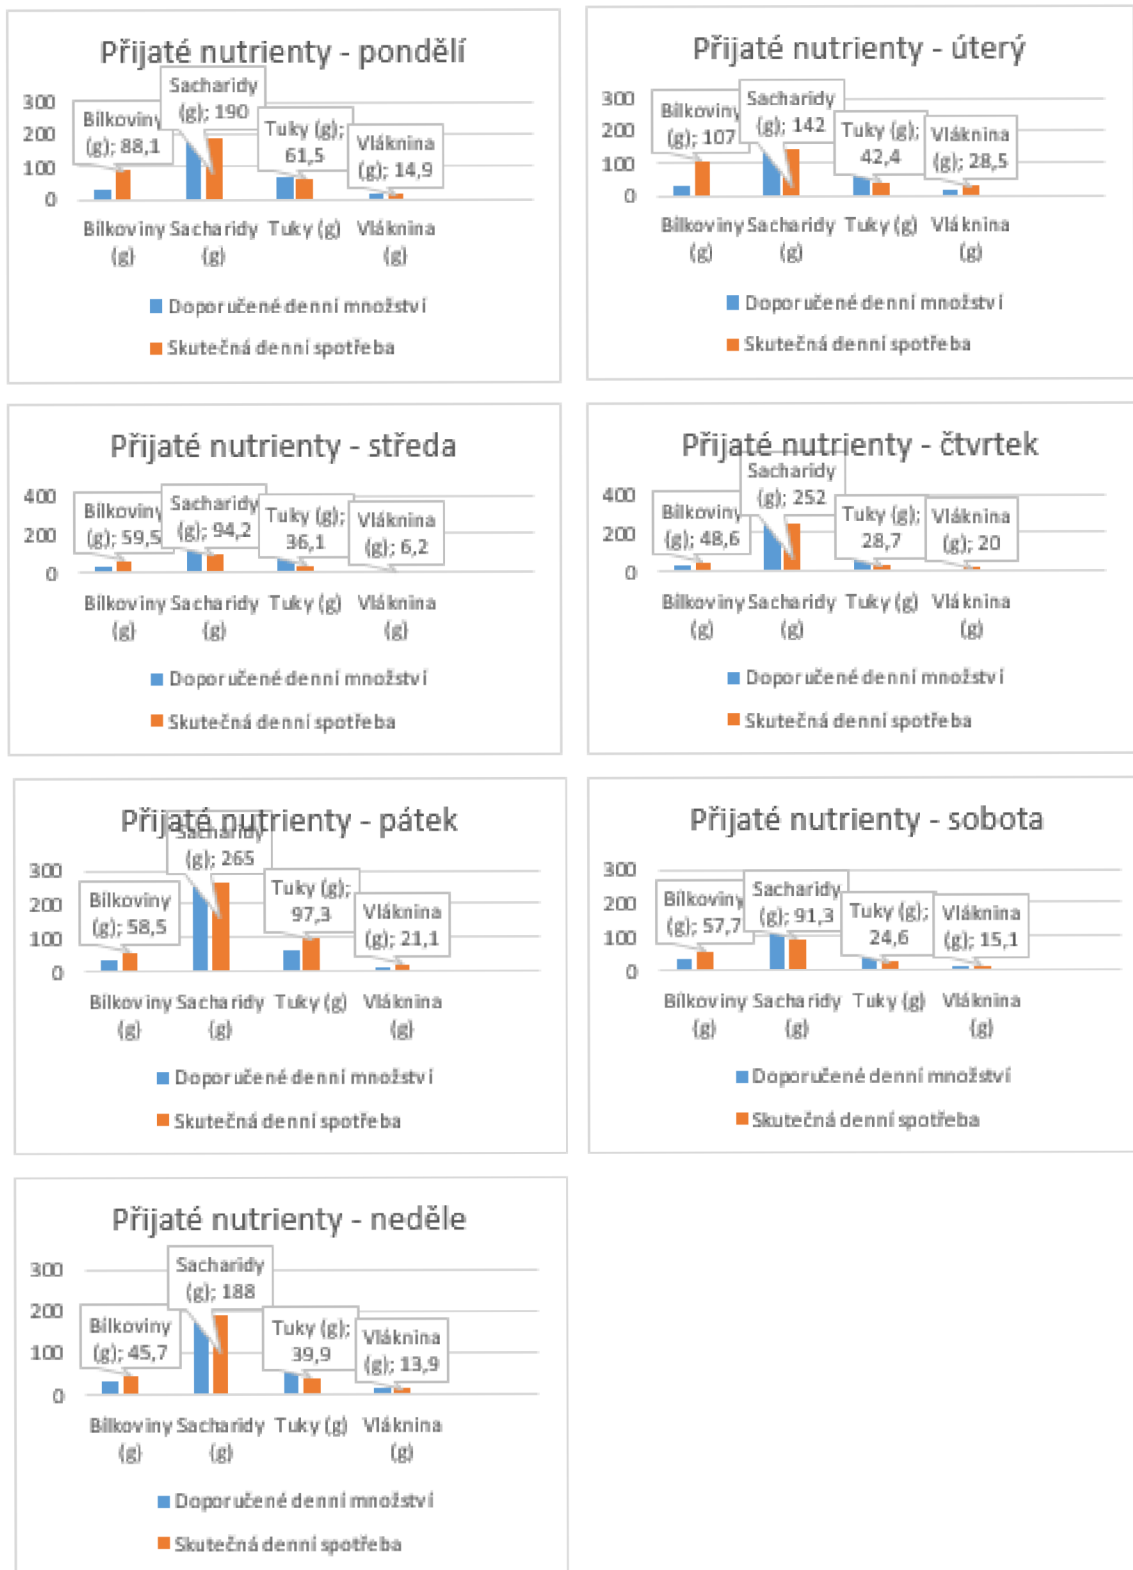 Přijaté nutrienty - pondělí
Sacharidy
(g); 190
Bílkoviny
(g); 88,1
Tuky (g);
61,5
Vláknina
(g); 14,9
300
200
100
0
Bílkoviny Sacharidy Tuky (g) Vláknina
(g) (g) (g)
Doporučené denní množství
Skutečná denní spotřeba
Přijaté nutrienty - úterý
Sacharidy
(g); 142
Bílkoviny
(g); 107
Tuky (g);
42,4
Vláknina
(g); 28,5
300
200
100
0
Bílkoviny Sacharidy Tuky (g) Vláknina
(g) (g) (g)
Doporučené denní množství
Skutečná denní spotřeba
Přijaté nutrienty - středa
Bílkoviny
(g); 59,5
Sacharidy
(g); 94,2
Tuky (g);
36,1
Vláknina
(g); 6,2
400
200
0
Bílkoviny Sacharidy Tuky (g) Vláknina
(g) (g) (g)
Doporučené denní množství
Skutečná denní spotřeba
Přijaté nutrienty - čtvrtek
Sacharidy
(g); 252
Bílkoviny
(g); 48,6
Tuky (g);
28,7
Vláknina
(g); 20
400
200
0
Bílkoviny Sacharidy Tuky (g) Vláknina
(g) (g) (g)
Doporučené denní množství
Skutečná denní spotřeba
Přijaté nutrienty - pátek
Sacharidy
(g); 265
Bílkoviny
(g); 58,5
Tuky (g);
97,3
Vláknina
(g); 21,1
300
200
100
0
Bílkoviny Sacharidy Tuky (g) Vláknina
(g) (g) (g)
Doporučené denní množství
Skutečná denní spotřeba
Přijaté nutrienty - sobota
Bílkoviny
(g); 57,7
Sacharidy
(g); 91,3
Tuky (g);
24,6
Vláknina
(g); 15,1
300
200
100
0
Bílkoviny Sacharidy Tuky (g) Vláknina
(g) (g) (g)
Doporučené denní množství
Skutečná denní spotřeba
Přijaté nutrienty - neděle
Sacharidy
(g); 188
Bílkoviny
(g); 45,7
Tuky (g);
39,9
Vláknina
(g); 13,9
300
200
100
0
Bílkoviny Sacharidy Tuky (g) Vláknina
(g) (g) (g)
Doporučené denní množství
Skutečná denní spotřeba